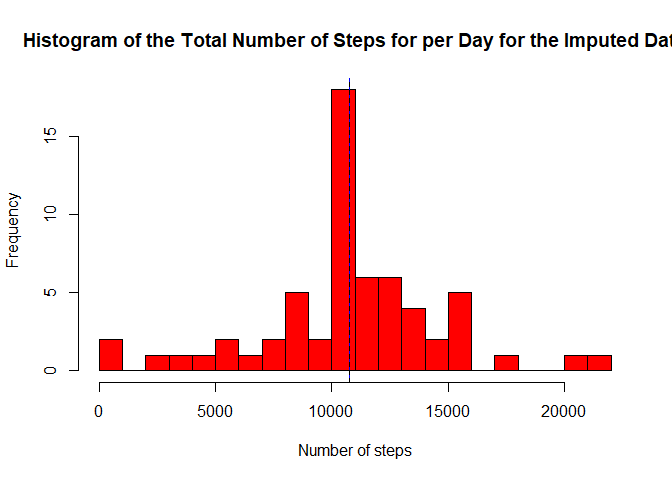 Histogram of the Total Number of Steps for per Day for the Imputed Dat
Frequency
15
10
5
0
0 5000 10000 15000 20000
Number of steps